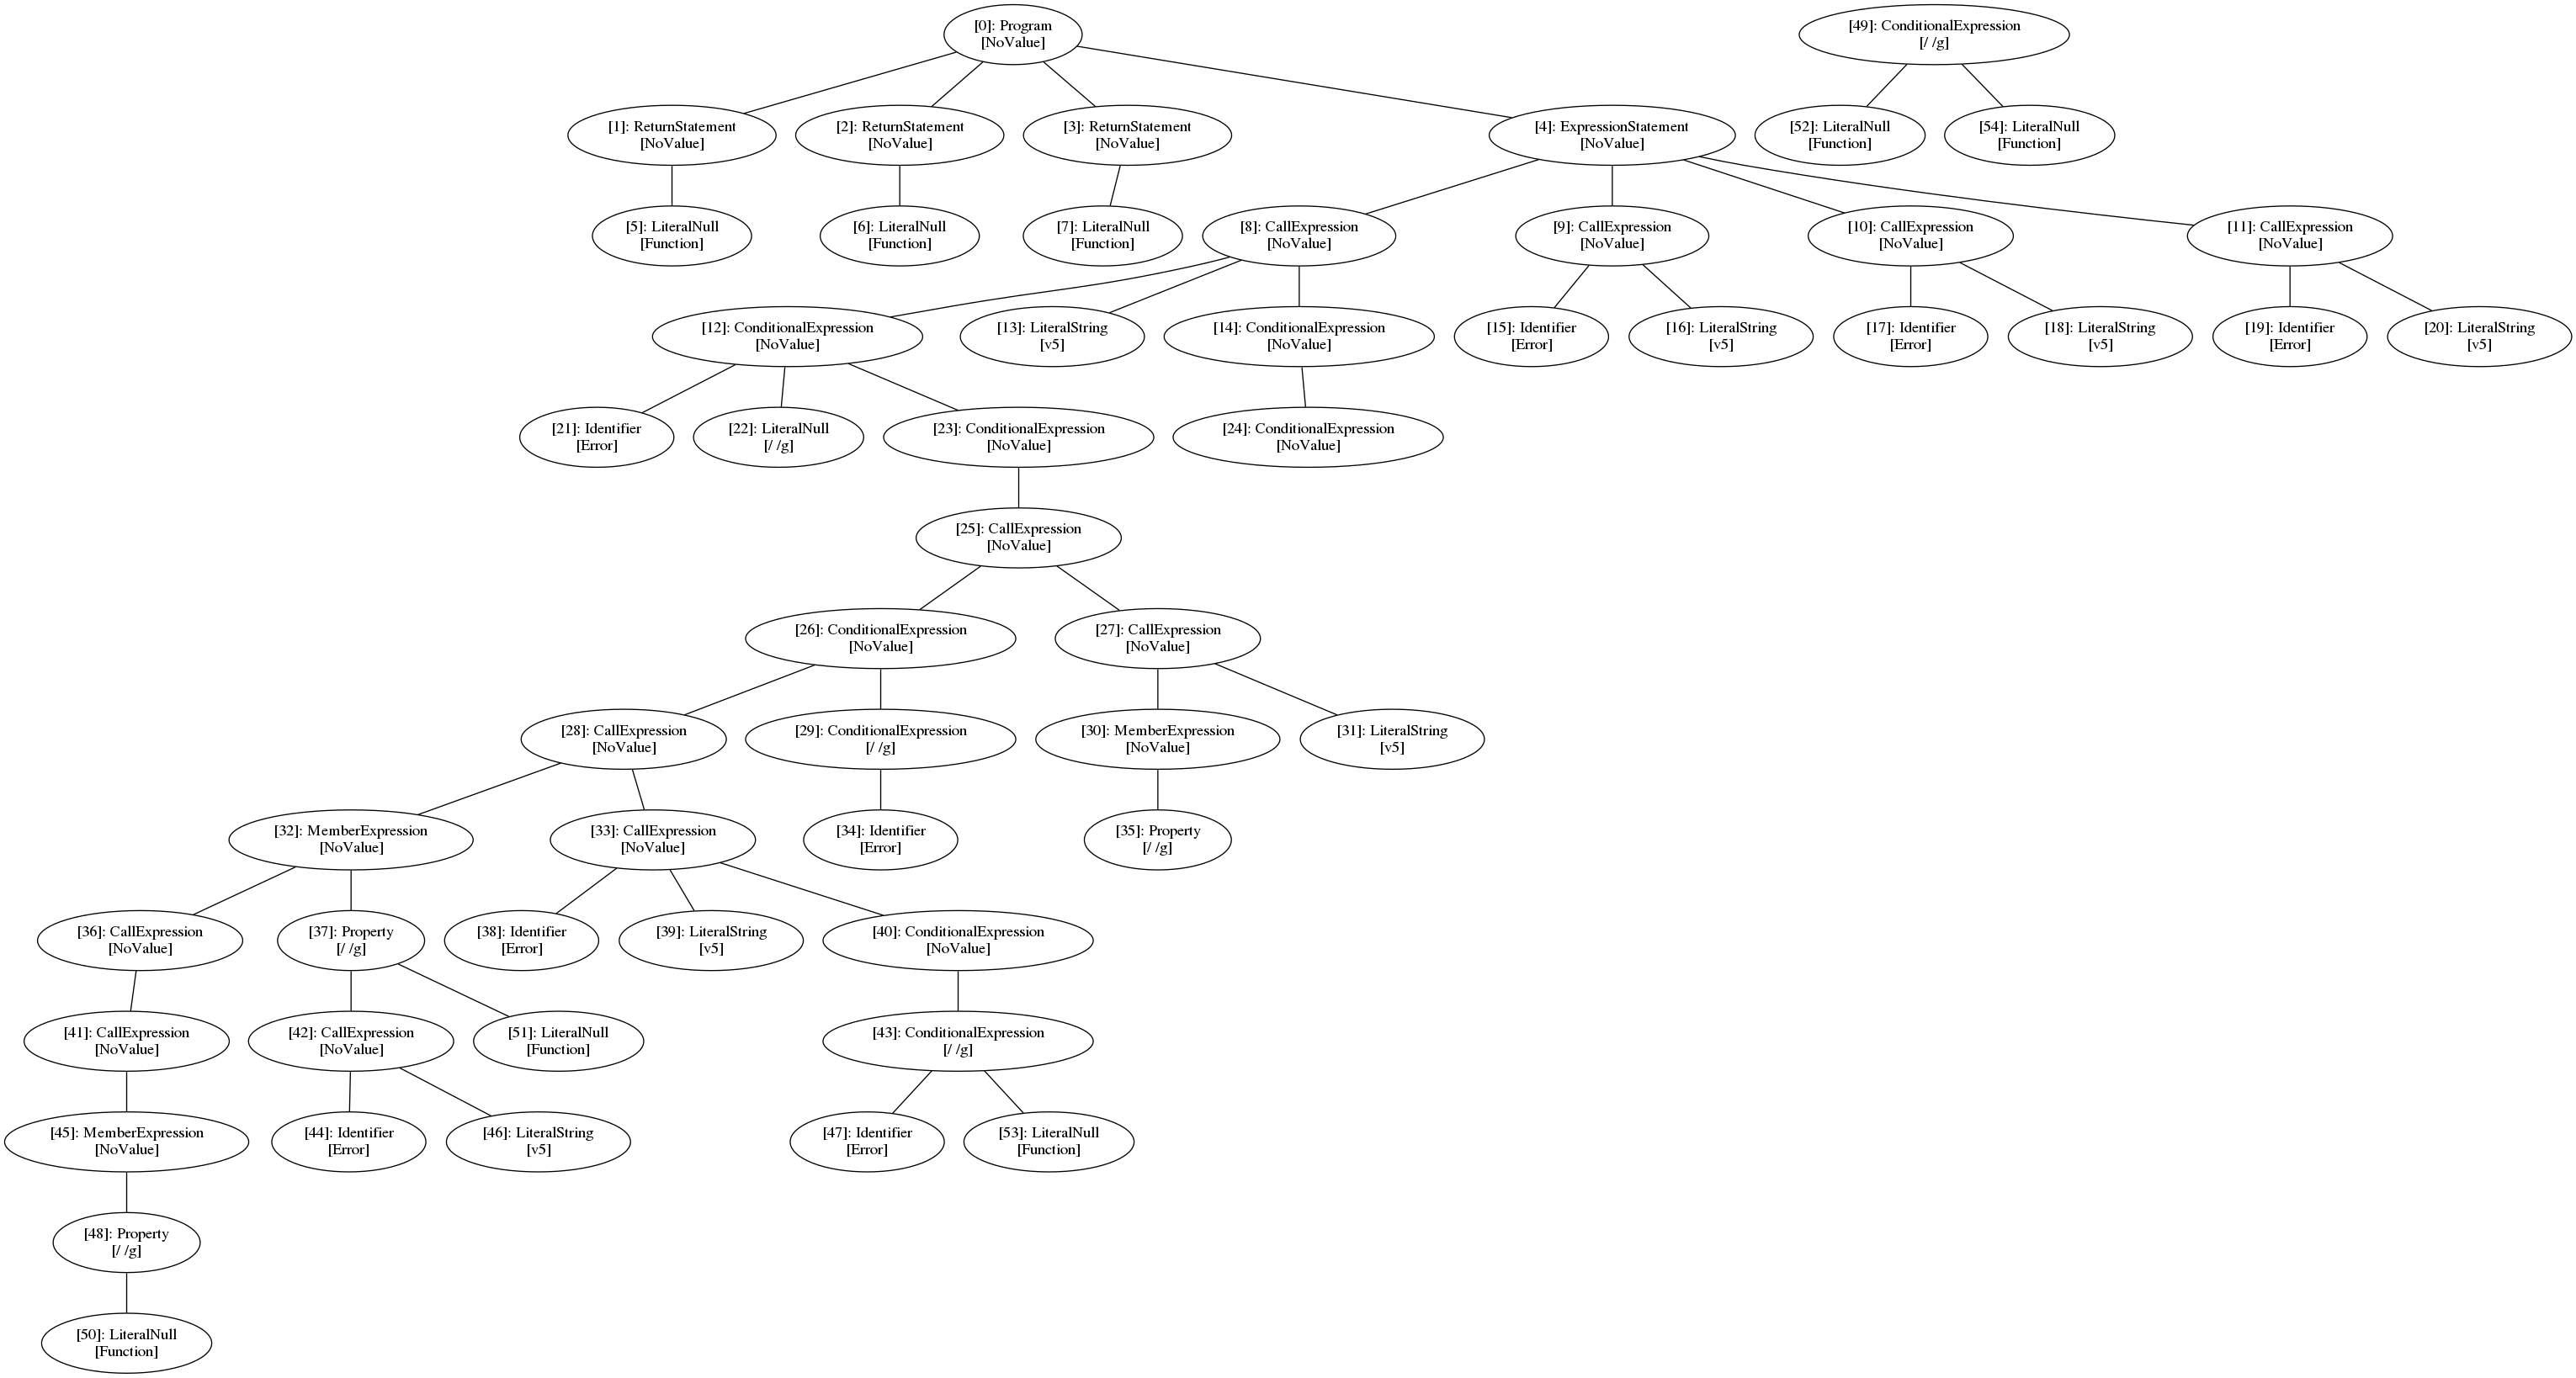 [0]: Program
[NoValue]
[49]: ConditionalExpression
[/ /g]
[1]: ReturnStatement
[NoValue]
[2]: ReturnStatement
[NoValue]
[3]: ReturnStatement
[NoValue]
[4]: ExpressionStatement
[NoValue]
[52]: LiteralNull
[Function]
[54]: LiteralNull
[Function]
[5]: LiteralNull
[Function]
[6]: LiteralNull
[Function]
[7]: LiteralNull
[Function]
[8]: CallExpression
[NoValue]
[9]: CallExpression
[NoValue]
[10]: CallExpression
[NoValue]
[11]: CallExpression
[NoValue]
[12]: ConditionalExpression
[NoValue]
[13]: LiteralString
[v5]
[14]: ConditionalExpression
[NoValue]
[15]: Identifier
[Error]
[16]: LiteralString
[v5]
[17]: Identifier
[Error]
[18]: LiteralString
[v5]
[19]: Identifier
[Error]
[20]: LiteralString
[v5]
[21]: Identifier
[Error]
[22]: LiteralNull
[/ /g]
[23]: ConditionalExpression
[NoValue]
[24]: ConditionalExpression
[NoValue]
[25]: CallExpression
[NoValue]
[26]: ConditionalExpression
[NoValue]
[27]: CallExpression
[NoValue]
[28]: CallExpression
[NoValue]
[29]: ConditionalExpression
[/ /g]
[30]: MemberExpression
[NoValue]
[31]: LiteralString
[v5]
[32]: MemberExpression
[NoValue]
[33]: CallExpression
[NoValue]
[34]: Identifier
[Error]
[35]: Property
[/ /g]
[36]: CallExpression
[NoValue]
[37]: Property
[/ /g]
[38]: Identifier
[Error]
[39]: LiteralString
[v5]
[40]: ConditionalExpression
[NoValue]
[41]: CallExpression
[NoValue]
[42]: CallExpression
[NoValue]
[51]: LiteralNull
[Function]
[43]: ConditionalExpression
[/ /g]
[45]: MemberExpression
[NoValue]
[44]: Identifier
[Error]
[46]: LiteralString
[v5]
[47]: Identifier
[Error]
[53]: LiteralNull
[Function]
[48]: Property
[/ /g]
[50]: LiteralNull
[Function]